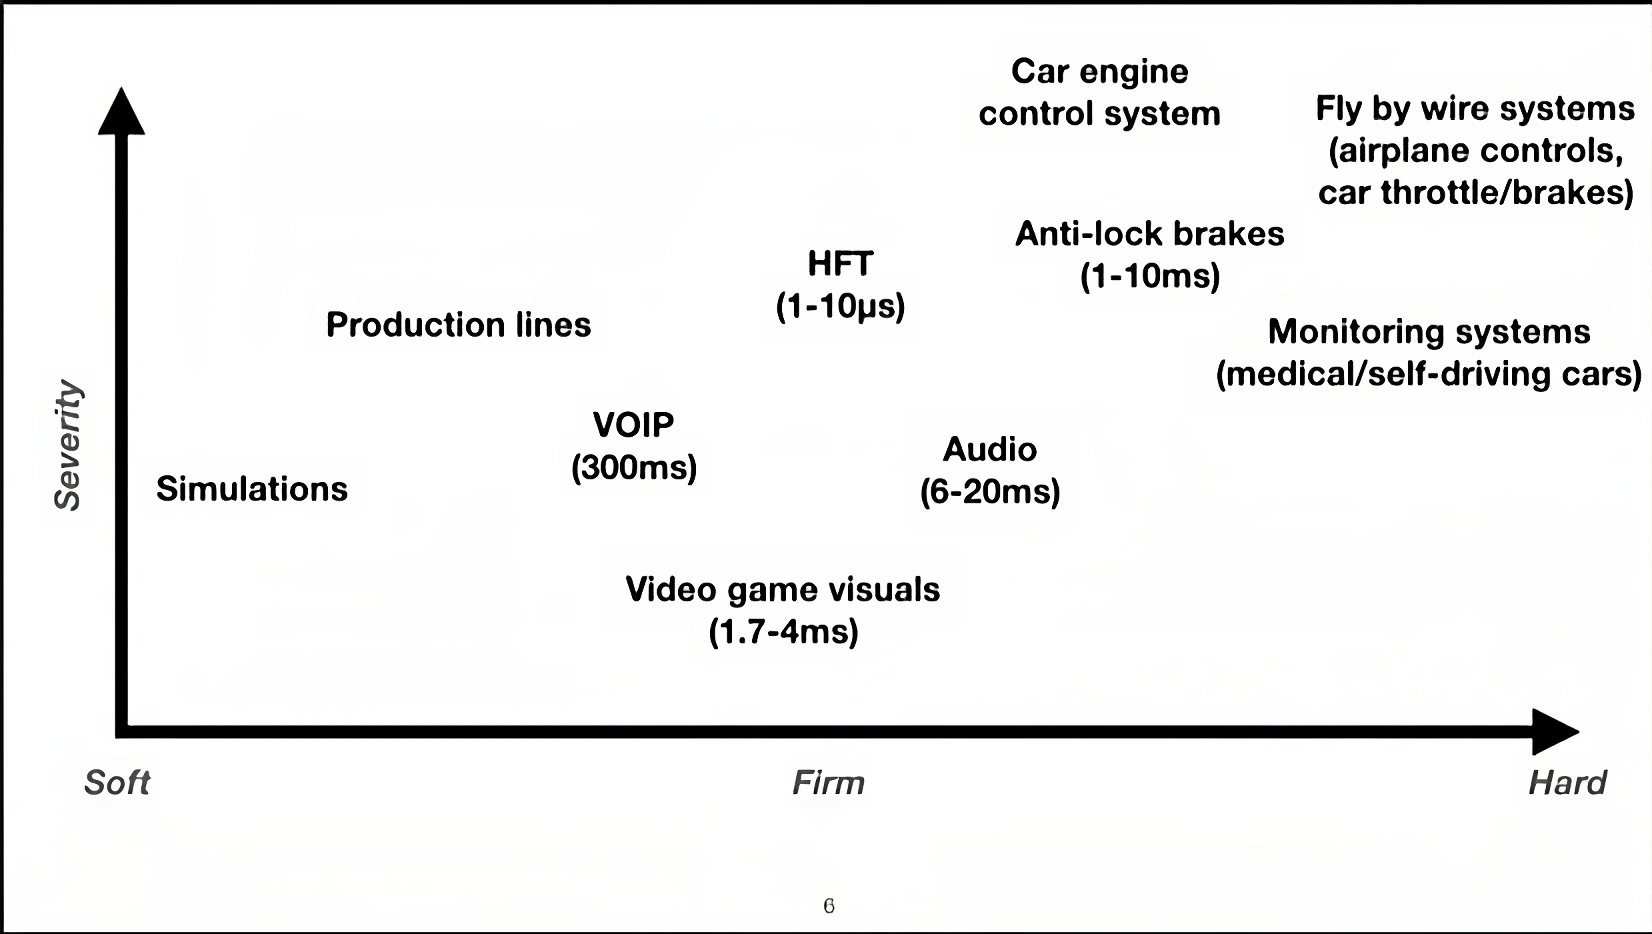 Car engine
control system
Fly by wire systems
(airplane controls,
car throttle/brakes)
Anti-lock brakes
(1-10ms)
HFT
(1-10µs)
Production lines
Monitoring systems
(medical/self-driving cars)
VOIP
(300ms)
Audio
(6-20ms)
Severity
Simulations
Video game visuals
(1.7-4ms)
Soft
Firm
Hard
6